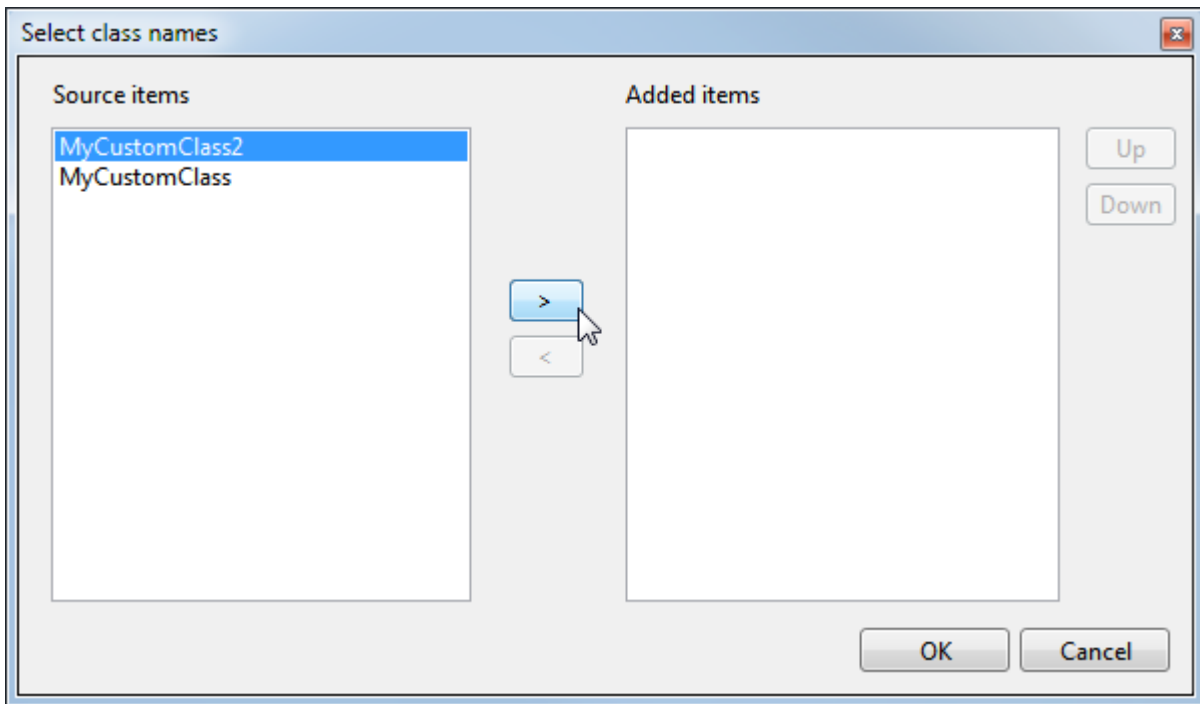 Select class names
x
Source items
Added items
MyCustomClass2
MyCustomClass
Up
Down
>
<
OK
Cancel